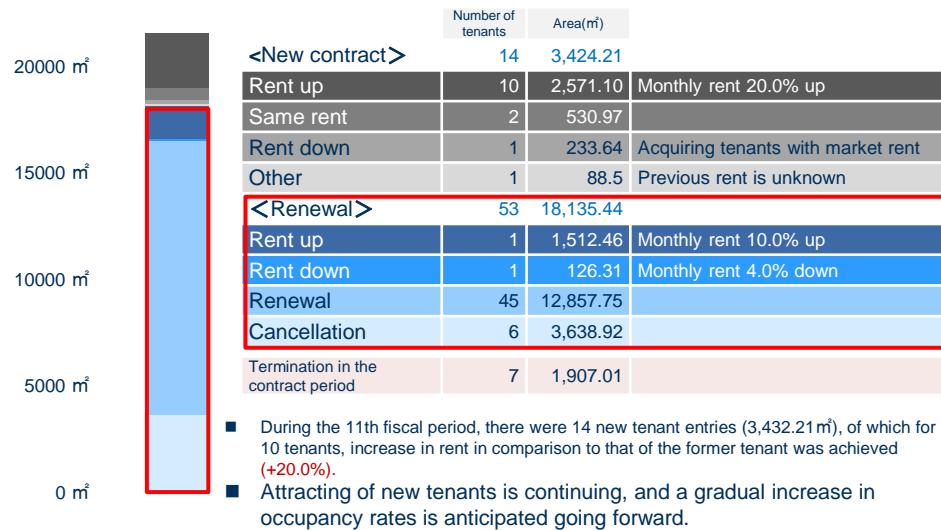 Number of tenants Area(㎡)
<New contract> 14 3,424.21
Rent up 10 2,571.10 Monthly rent 20.0% up
Same rent 2 530.97
Rent down 1 233.64 Acquiring tenants with market rent
Other 1 88.5 Previous rent is unknown
<Renewal> 53 18,135.44
Rent up 1 1,512.46 Monthly rent 10.0% up
Rent down 1 126.31 Monthly rent 4.0% down
Renewal 45 12,857.75
Cancellation 6 3,638.92
Termination in the
contract period 7 1,907.01
20000 ㎡
15000 ㎡
10000 ㎡
5000 ㎡
0 ㎡
■ During the 11th fiscal period, there were 14 new tenant entries (3,432.21㎡), of which for
10 tenants, increase in rent in comparison to that of the former tenant was achieved
(+20.0%).
■ Attracting of new tenants is continuing, and a gradual increase in
occupancy rates is anticipated going forward.